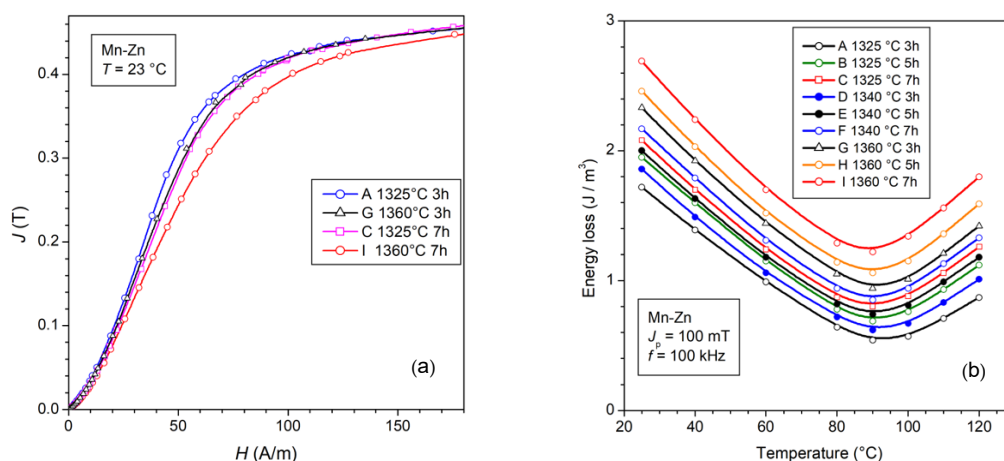 Mn-Zn
T = 23 °C
A 1325°C 3h
G 1360°C 3h
C 1325°C 7h
I 1360°C 7h
(a)
J (T)
0.4
0.3
0.2
0.1
0.0
0 50 100 150
H (A/m)
A 1325 °C 3h
B 1325 °C 5h
C 1325 °C 7h
D 1340 °C 3h
E 1340 °C 5h
F 1340 °C 7h
G 1360 °C 3h
H 1360 °C 5h
I 1360 °C 7h
Mn-Zn
Jp = 100 mT
f = 100 kHz
(b)
Energy loss (J / m³)
3
2
1
0
20 40 60 80 100 120
Temperature (°C)